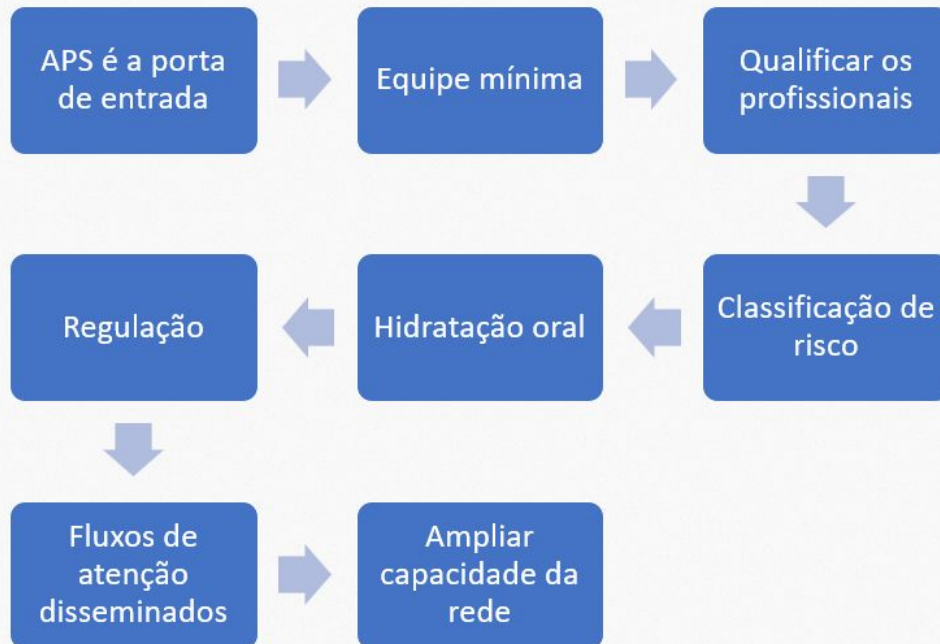 APS é a porta
de entrada
Equipe mínima
Qualificar os
profissionais
Classificação de
risco
Hidratação oral
Regulação
Fluxos de
atenção
disseminados
Ampliar
capacidade da
rede